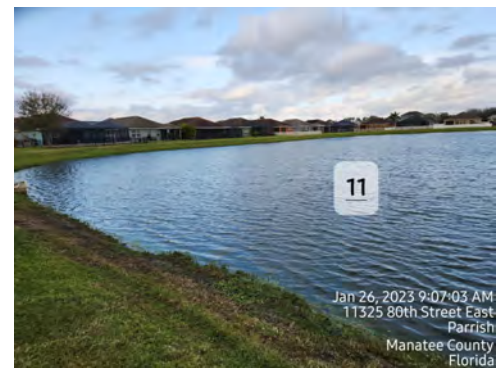 11
Jan 26, 2023 9:07:03 AM
11325 80th Street East
Parrish
Manatee County
Florida